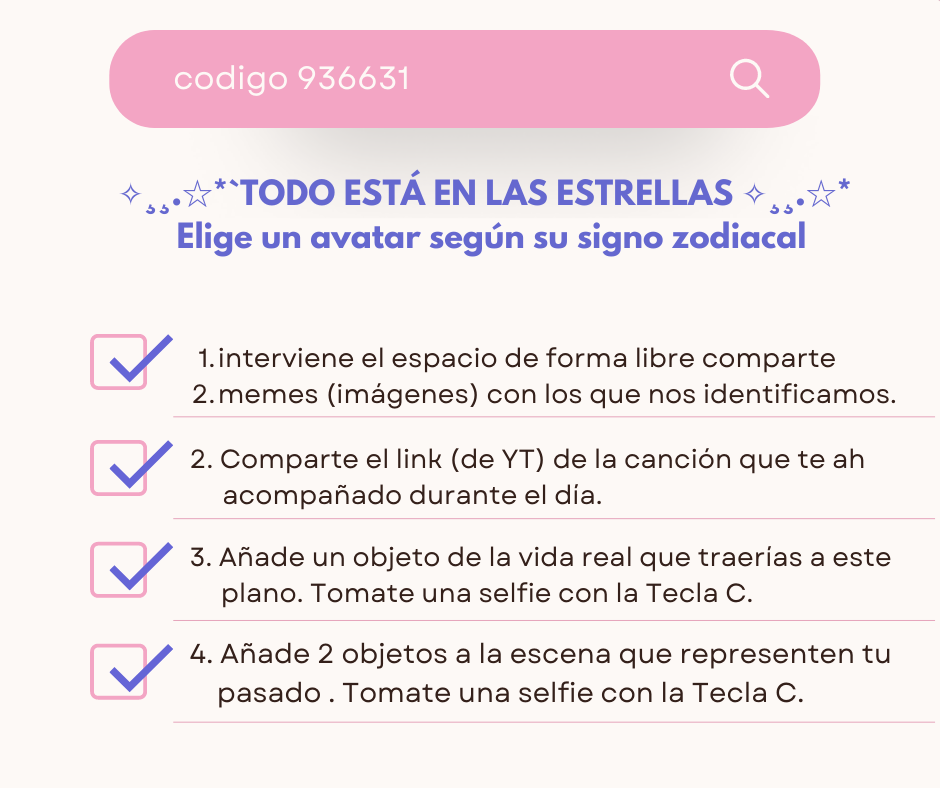 codigo 936631
✧¸¸.☆*`TODO ESTÁ EN LAS ESTRELLAS ✧¸¸.☆*
Elige un avatar según su signo zodiacal
1. interviene el espacio de forma libre comparte
2. memes (imágenes) con los que nos identificamos.
2. Comparte el link (de YT) de la canción que te ah
acompañado durante el día.
3. Añade un objeto de la vida real que traerías a este
plano. Tomate una selfie con la Tecla C.
4. Añade 2 objetos a la escena que representen tu
pasado . Tomate una selfie con la Tecla C.